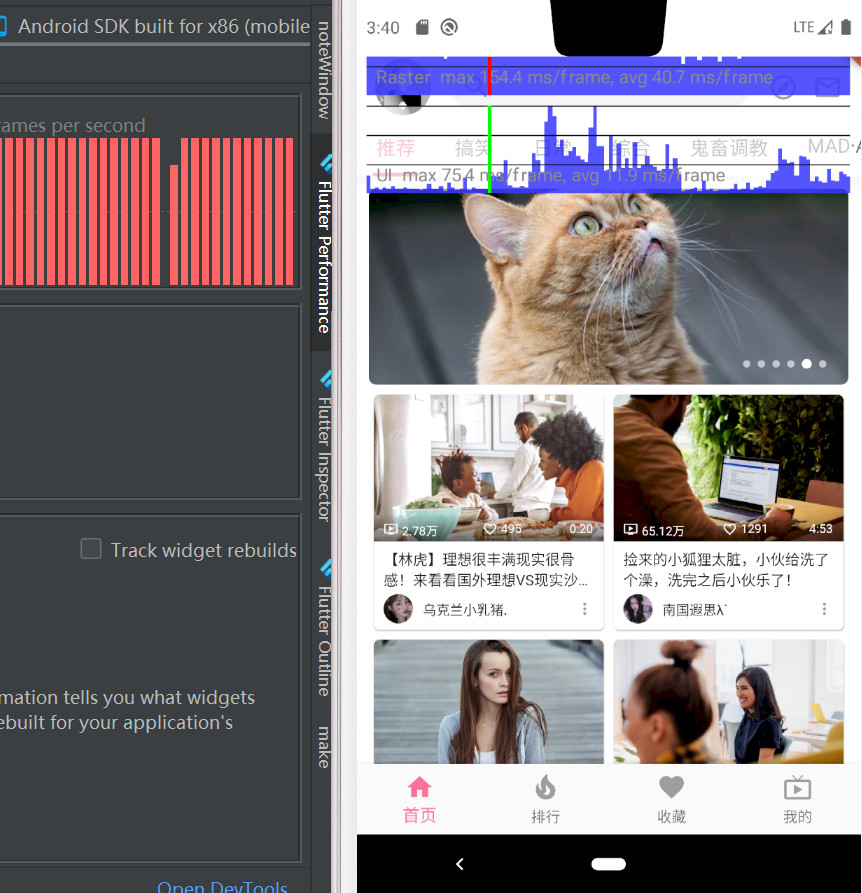 Android SDK built for x86 (mobile
rames per second
noteWindow
Flutter Performance
Flutter Inspector
Flutter Outline
make
Track widget rebuilds
mation tells you what widgets
ebuilt for your application's
Open DevTools
3:40
LTE
Raster max 154.4 ms/frame, avg 40.7 ms/frame
推荐 搞笑 日常 综合 鬼畜调教 MAD·A
UI max 75.4 ms/frame, avg 11.9 ms/frame
2.78万 495 0:20
【林虎】理想很丰满现实很骨
感！来看看国外理想VS现实沙...
乌克兰小乳猪.
65.12万 1291 4:53
捡来的小狐狸太脏，小伙给洗了
个澡，洗完之后小伙乐了！
南国遐思λ`
首页 排行 收藏 我的